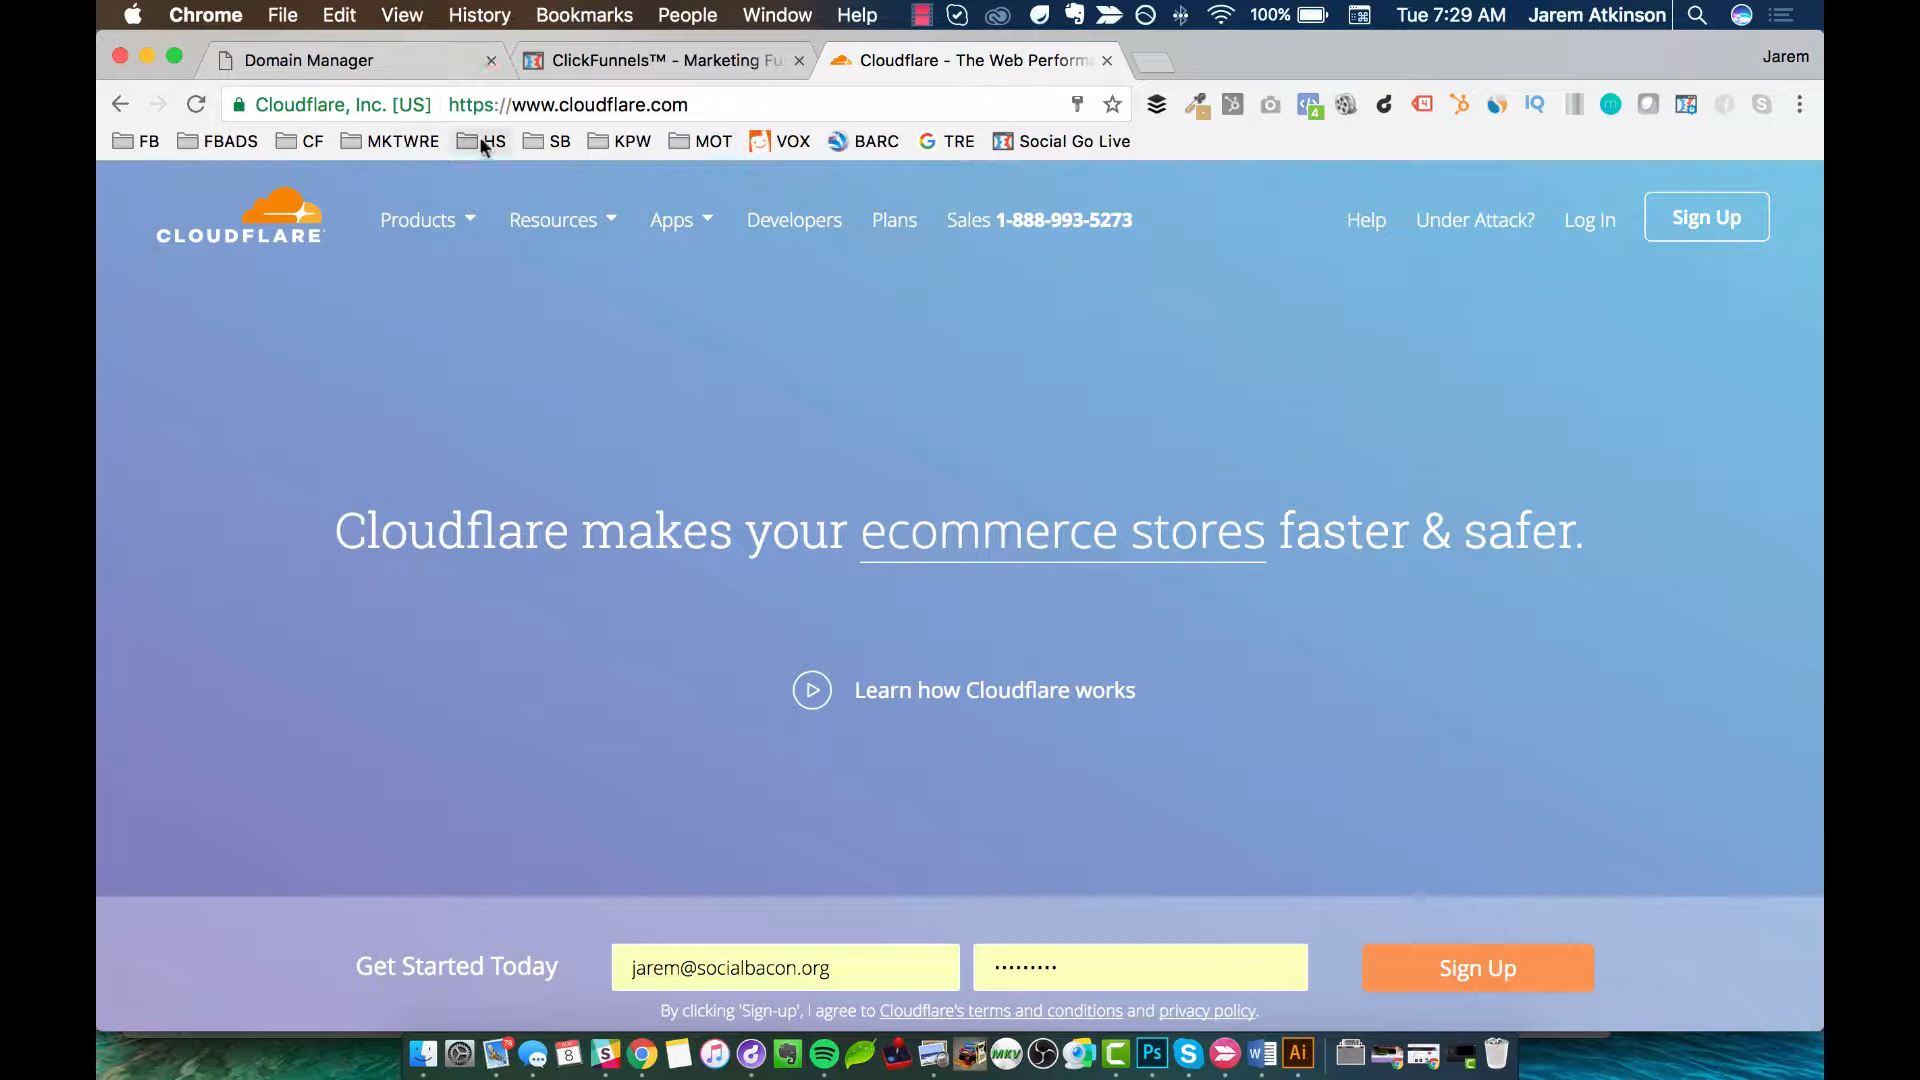 Chrome File Edit View History Bookmarks People Window Help 100% Tue 7:29 AM Jarem Atkinson
Domain Manager ClickFunnels™ - Marketing Fu Cloudflare - The Web Perform Jarem
Cloudflare, Inc. [US] https://www.cloudflare.com
FB FBADS CF MKTWRE HS SB KPW MOT VOX BARC TRE Social Go Live
CLOUDFLARE Products Resources Apps Developers Plans Sales 1-888-993-5273 Help Under Attack? Log In Sign Up
Cloudflare makes your ecommerce stores faster & safer.
Learn how Cloudflare works
Get Started Today jarem@socialbacon.org ••••••••• Sign Up
By clicking 'Sign-up', I agree to Cloudflare's terms and conditions and privacy policy.